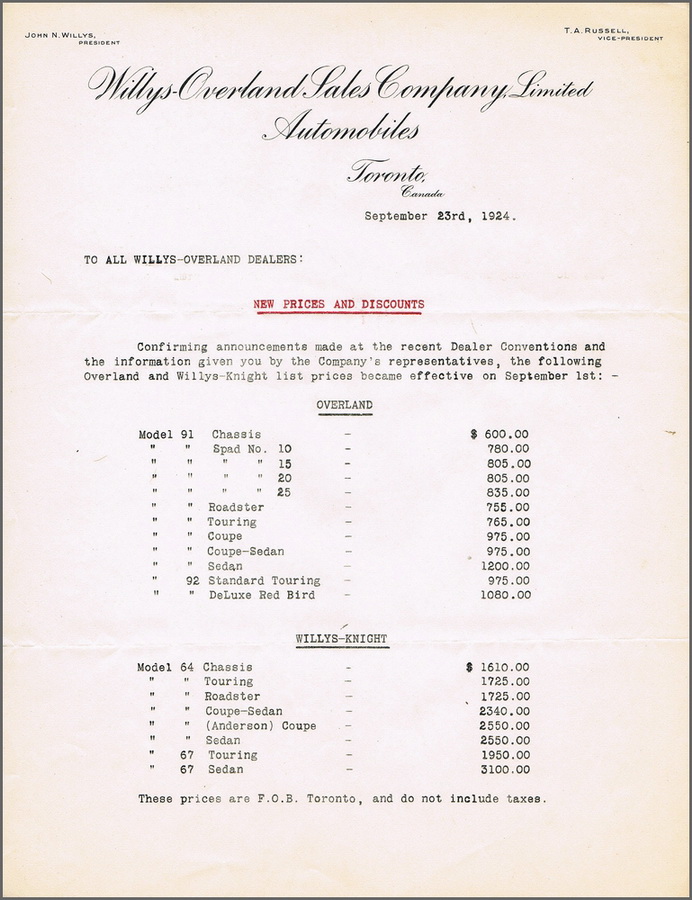 JOHN N. WILLYS,
PRESIDENT
T. A. RUSSELL,
VICE-PRESIDENT
Willys-Overland Sales Company, Limited
Automobiles
Toronto,
Canada
September 23rd, 1924.
TO ALL WILLYS-OVERLAND DEALERS:
NEW PRICES AND DISCOUNTS
Confirming announcements made at the recent Dealer Conventions and
the information given you by the Company's representatives, the following
Overland and Willys-Knight list prices became effective on September 1st: -
OVERLAND
Model 91 Chassis - $ 600.00
" " Spad No. 10 - 780.00
" " " " 15 - 805.00
" " " " 20 - 805.00
" " " " 25 - 835.00
" " Roadster - 755.00
" " Touring - 765.00
" " Coupe - 975.00
" " Coupe-Sedan - 975.00
" " Sedan - 1200.00
" 92 Standard Touring - 975.00
" " DeLuxe Red Bird - 1080.00
WILLYS-KNIGHT
Model 64 Chassis - $ 1610.00
" " Touring - 1725.00
" " Roadster - 1725.00
" " Coupe-Sedan - 2340.00
" " (Anderson) Coupe - 2550.00
" " Sedan - 2550.00
" 67 Touring - 1950.00
" 67 Sedan - 3100.00
These prices are F.O.B. Toronto, and do not include taxes.